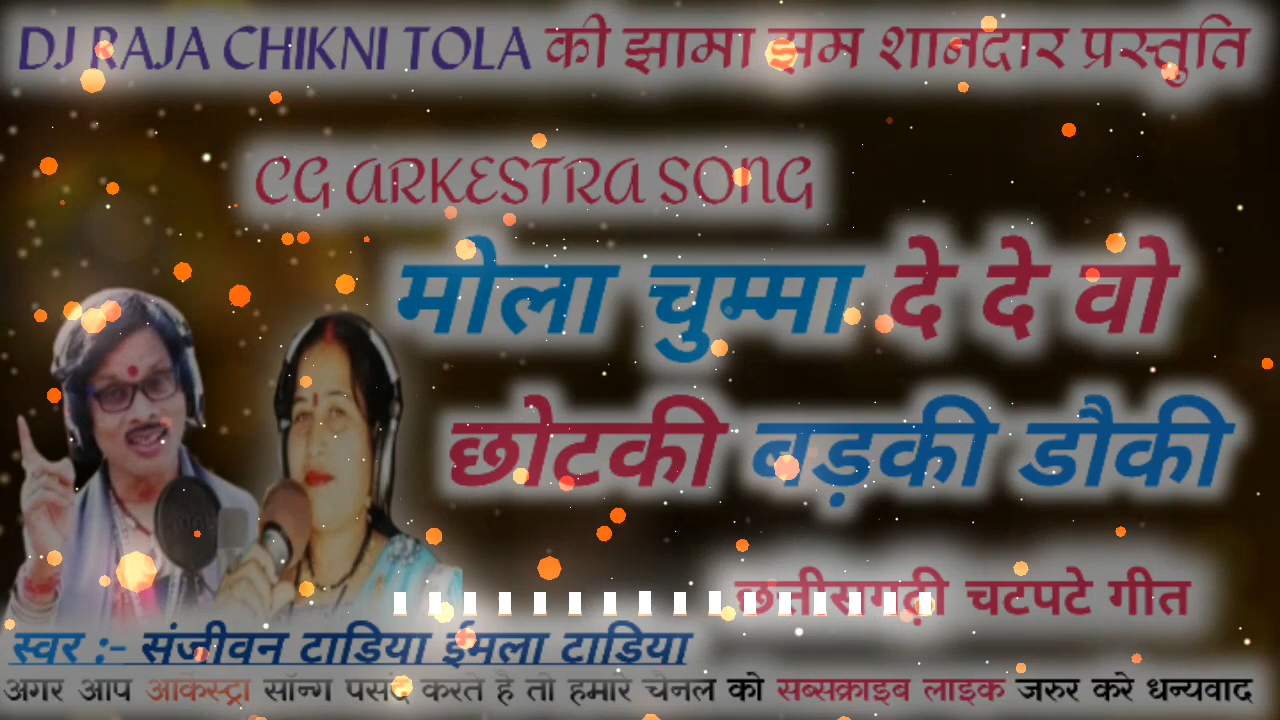 DJ RAJA CHIKNI TOLA की झामा झम शानदार प्रस्तुति
CG ARKESTRA SONG
मोला चुम्मा दे दे वो
छोटकी बड़की डौकी
छत्तीसगढ़ी चटपटे गीत
स्वर :- संजीवन टाडिया ईमला टाडिया
अगर आप आर्केस्ट्रा सॉन्ग पसंद करते है तो हमारे चेनल को सब्सक्राइब लाइक जरुर करे धन्यवाद